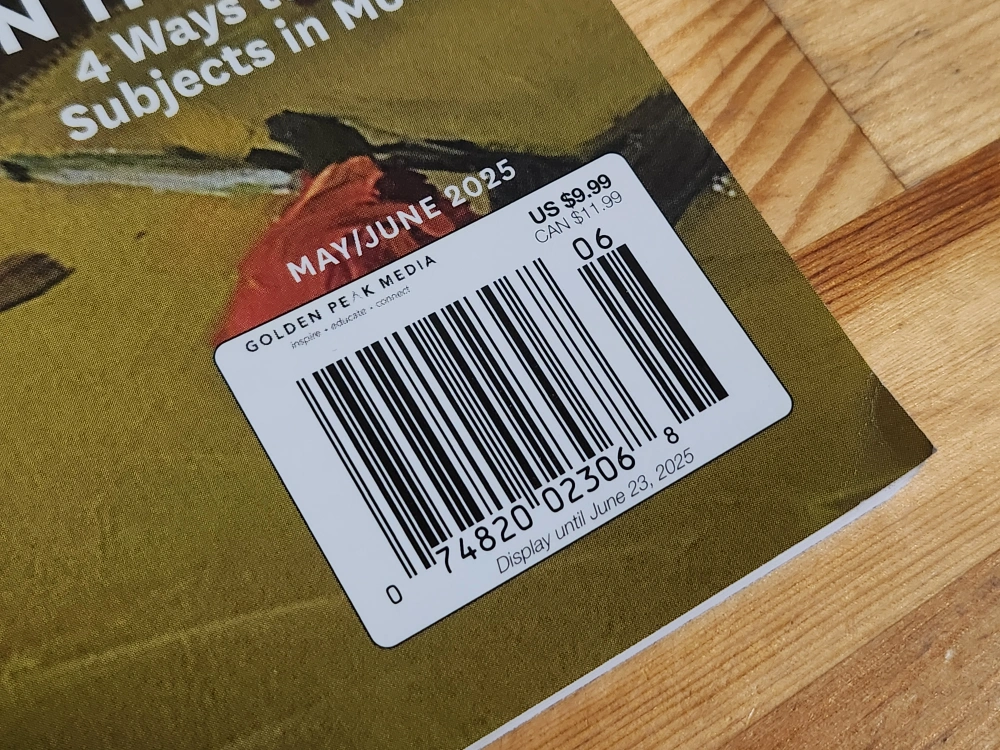 4 Ways
Subjects in
MAY/JUNE 2025
US $9.99
CAN $11.99
GOLDEN PEAK MEDIA
inspire • educate • connect
06
0 74820 02306 8
Display until June 23, 2025